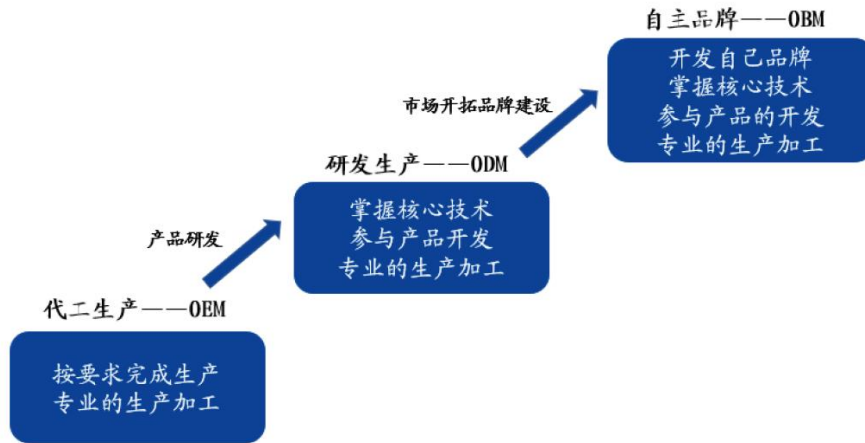 自主品牌——OBM
开发自己品牌
掌握核心技术
参与产品的开发
专业的生产加工
市场开拓品牌建设
研发生产——ODM
掌握核心技术
参与产品开发
专业的生产加工
产品研发
代工生产——OEM
按要求完成生产
专业的生产加工